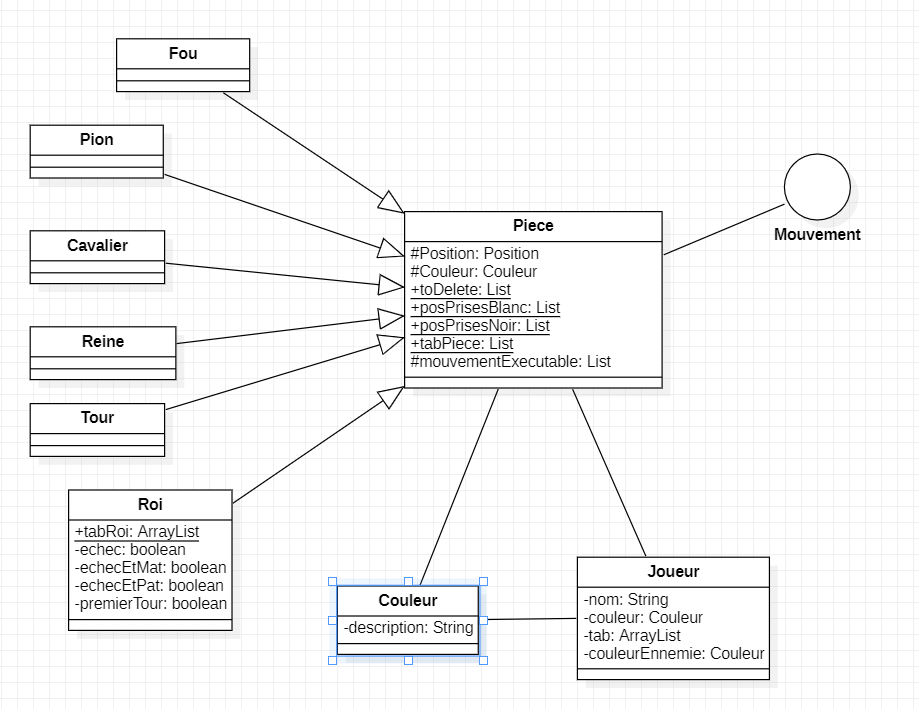 Fou
Pion
Cavalier
Reine
Tour
Roi
+tabRoi: ArrayList
-echec: boolean
-echecEtMat: boolean
-echecEtPat: boolean
-premierTour: boolean
Piece
#Position: Position
#Couleur: Couleur
+toDelete: List
+posPrisesBlanc: List
+posPrisesNoir: List
+tabPiece: List
#mouvementExecutable: List
Mouvement
Couleur
-description: String
Joueur
-nom: String
-couleur: Couleur
-tab: ArrayList
-couleurEnnemie: Couleur